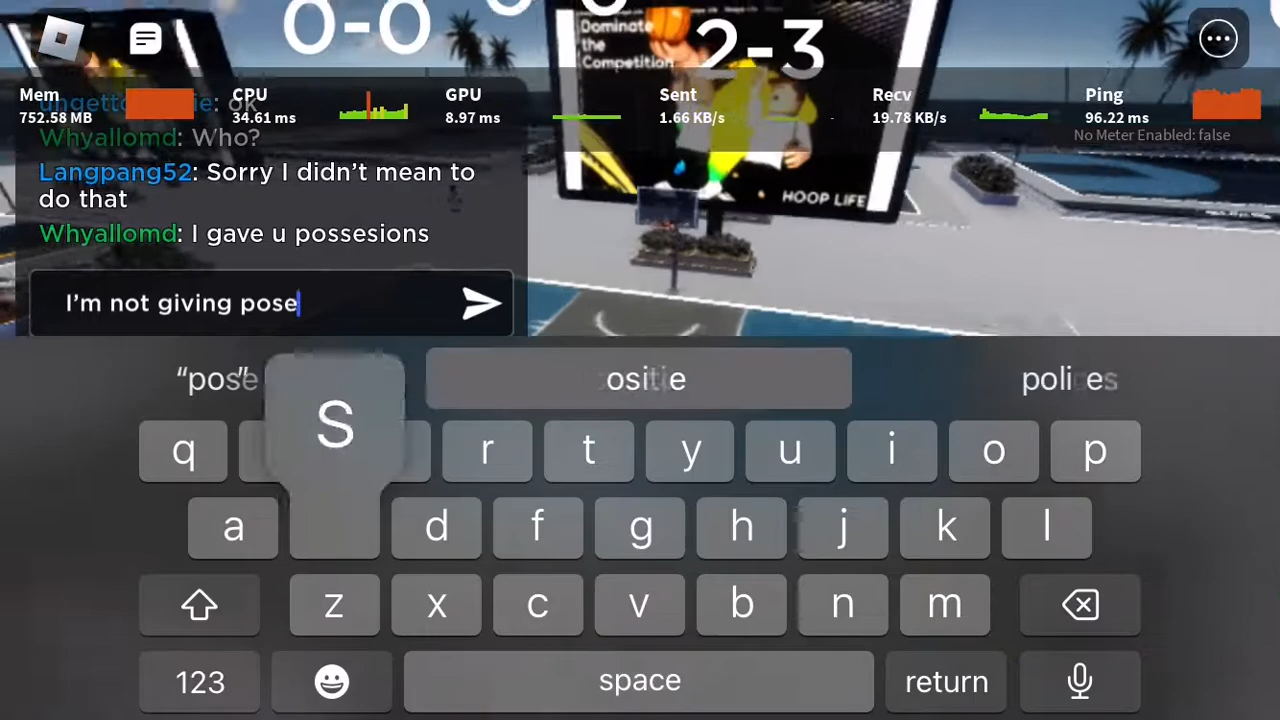 0-0
2-3
Dominate
the
Competition
HOOP LIFE
Mem
752.58 MB
CPU
34.61 ms
GPU
8.97 ms
Sent
1.66 KB/s
Recv
19.78 KB/s
Ping
96.22 ms
No Meter Enabled: false
ok
Whyallomd: Who?
Langpang52: Sorry I didn't mean to
do that
Whyallomd: I gave u possesions
I'm not giving pose
"pose"
S
q r t y u i o p
a d f g h j k l
z x c v b n m
123 space return